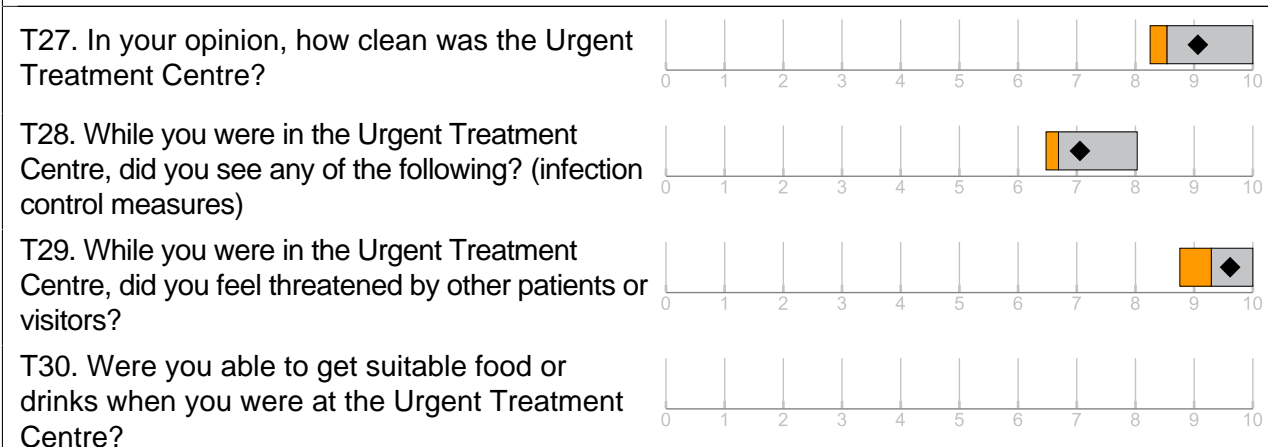 T27. In your opinion, how clean was the Urgent
Treatment Centre?
0 1 2 3 4 5 6 7 8 9 10
T28. While you were in the Urgent Treatment
Centre, did you see any of the following? (infection
control measures)
0 1 2 3 4 5 6 7 8 9 10
T29. While you were in the Urgent Treatment
Centre, did you feel threatened by other patients or
visitors?
0 1 2 3 4 5 6 7 8 9 10
T30. Were you able to get suitable food or
drinks when you were at the Urgent Treatment
Centre?
0 1 2 3 4 5 6 7 8 9 10